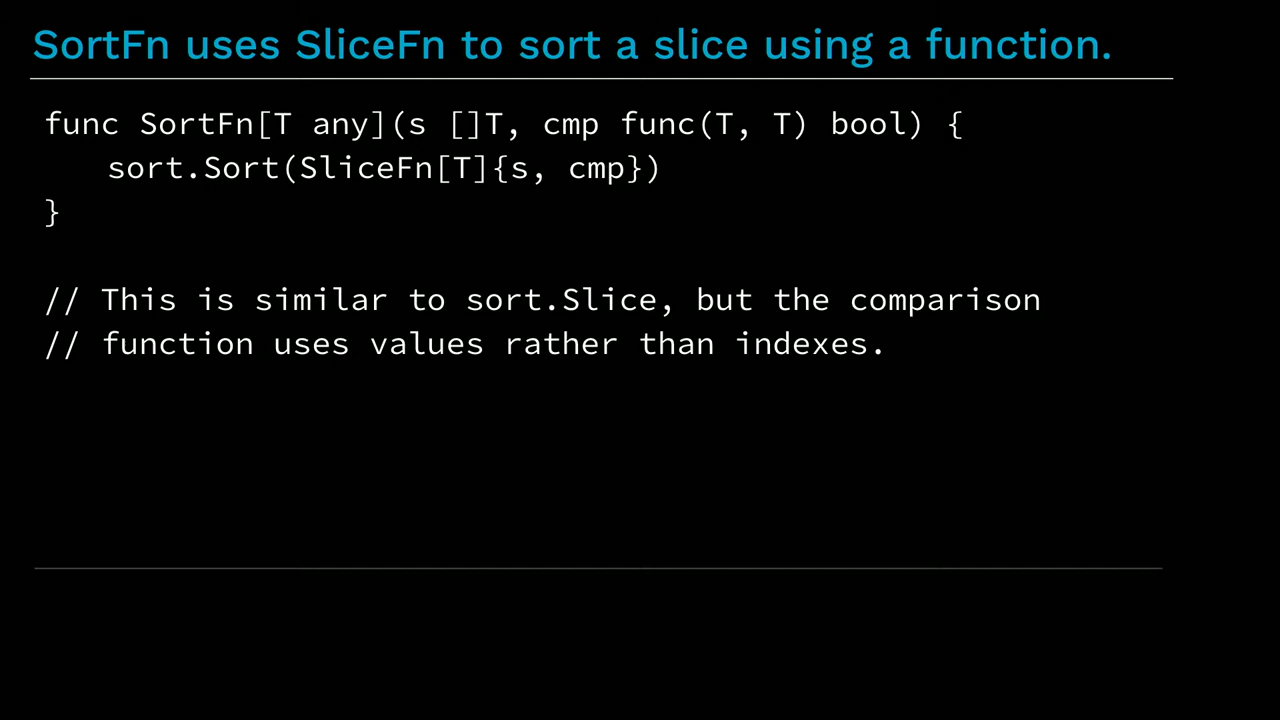 SortFn uses SliceFn to sort a slice using a function.
func SortFn[T any](s []T, cmp func(T, T) bool) {
    sort.Sort(SliceFn[T]{s, cmp})
}
// This is similar to sort.Slice, but the comparison
// function uses values rather than indexes.